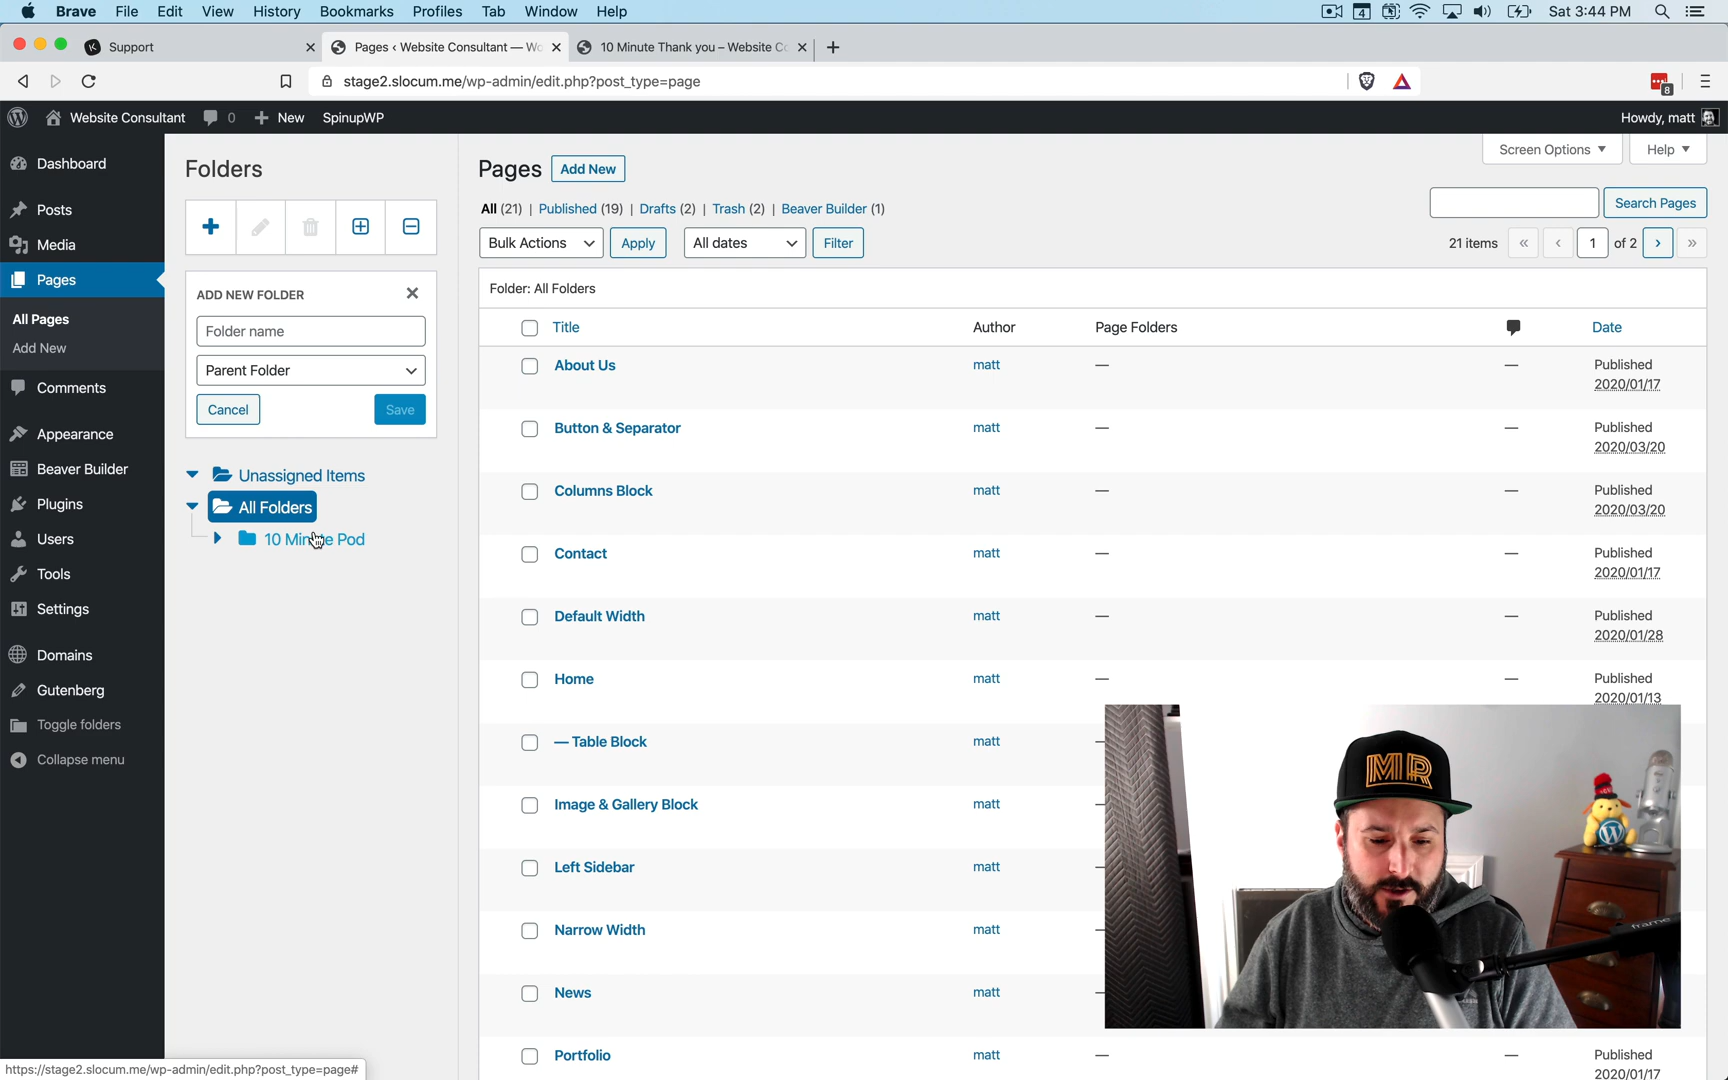 Brave File Edit View History Bookmarks Profiles Tab Window Help
4 Sat 3:44 PM
Support
Pages ‹ Website Consultant — Wo
10 Minute Thank you – Website C
stage2.slocum.me/wp-admin/edit.php?post_type=page
8
Website Consultant 0 New SpinupWP Howdy, matt
Dashboard
Posts
Media
Pages
All Pages
Add New
Comments
Appearance
Beaver Builder
Plugins
Users
Tools
Settings
Domains
Gutenberg
Toggle folders
Collapse menu
Folders
ADD NEW FOLDER
Folder name
Parent Folder
Cancel Save
Unassigned Items
All Folders
10 Minute Pod
Screen Options Help
Pages Add New
All (21) | Published (19) | Drafts (2) | Trash (2) | Beaver Builder (1)
Search Pages
Bulk Actions Apply All dates Filter
21 items « ‹ 1 of 2 › »
Folder: All Folders
Title Author Page Folders Date
About Us matt — — Published
2020/01/17
Button & Separator matt — — Published
2020/03/20
Columns Block matt — — Published
2020/03/20
Contact matt — — Published
2020/01/17
Default Width matt — — Published
2020/01/28
Home matt — — Published
2020/01/13
— Table Block matt —
Image & Gallery Block matt —
Left Sidebar matt —
Narrow Width matt —
News matt —
Portfolio matt — — Published
2020/01/17
MR
frame
https://stage2.slocum.me/wp-admin/edit.php?post_type=page#